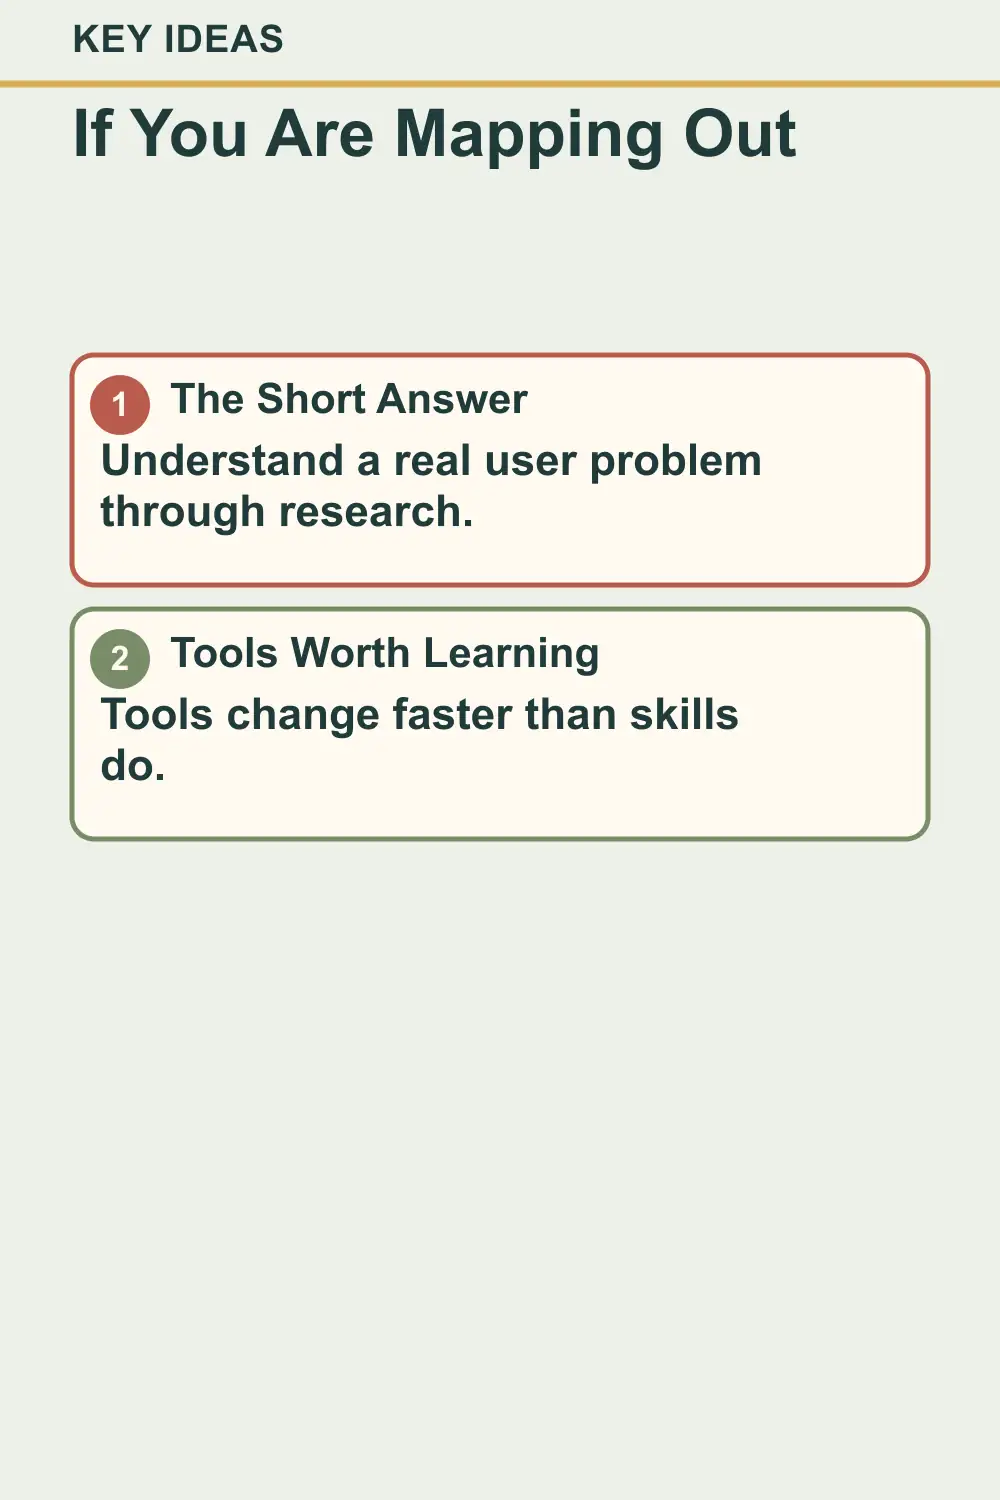 KEY IDEAS
If You Are Mapping Out
1 The Short Answer
Understand a real user problem
through research.
2 Tools Worth Learning
Tools change faster than skills
do.